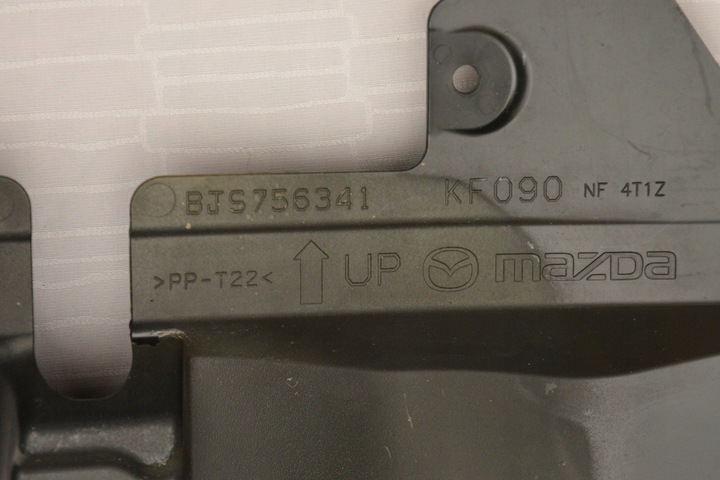 BJS756341 KF090 NF 4T1Z
>PP-T22< UP mazda